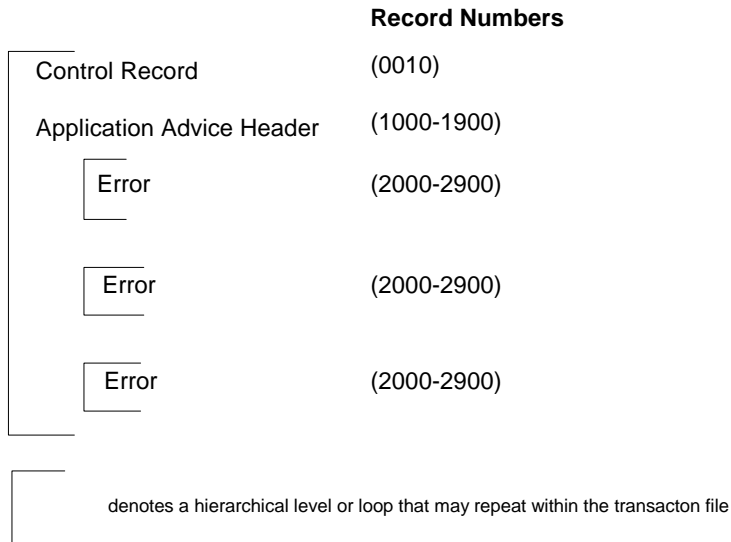 Record Numbers
Control Record (0010)
Application Advice Header (1000-1900)
Error (2000-2900)
Error (2000-2900)
Error (2000-2900)
denotes a hierarchical level or loop that may repeat within the transacton file